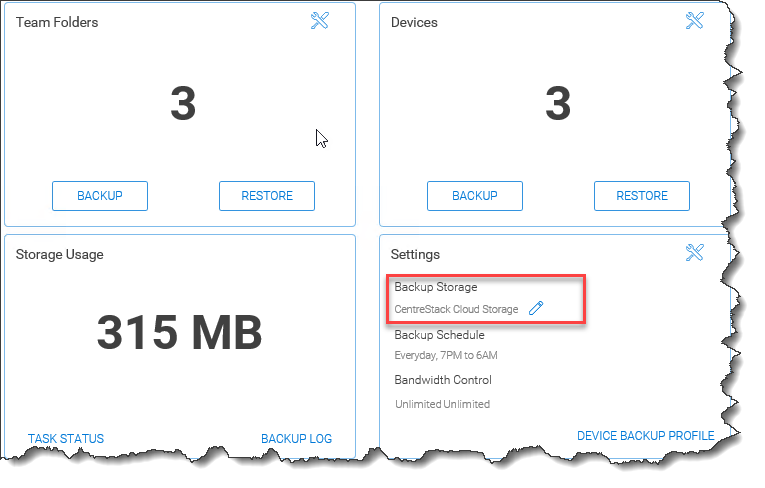 Team Folders
3
BACKUP
RESTORE
Devices
3
BACKUP
RESTORE
Storage Usage
315 MB
TASK STATUS
BACKUP LOG
Settings
Backup Storage
CentreStack Cloud Storage
Backup Schedule
Everyday, 7PM to 6AM
Bandwidth Control
Unlimited Unlimited
DEVICE BACKUP PROFILE